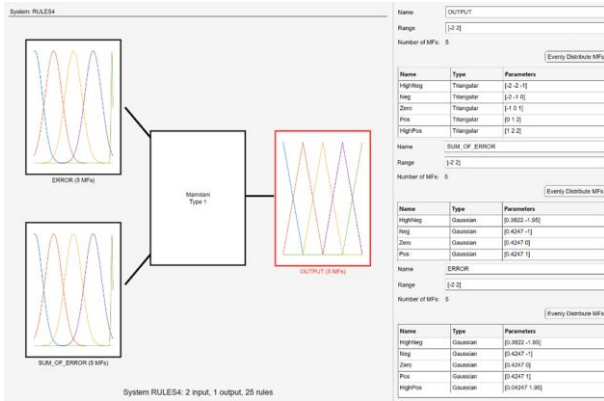 System: RULES4
ERROR (5 MFs)
SUM_OF_ERROR (5 MFs)
Mamdani
Type 1
OUTPUT (5 MFs)
System RULES4: 2 input, 1 output, 25 rules
Name OUTPUT
Range [-2 2]
Number of MFs: 5
Evenly Distribute MFs
Name Type Parameters
HighNeg Triangular [-2 -2 -1]
Neg Triangular [-2 -1 0]
Zero Triangular [-1 0 1]
Pos Triangular [0 1 2]
HighPos Triangular [1 2 2]
Name SUM_OF_ERROR
Range [-2 2]
Number of MFs: 5
Evenly Distribute MFs
Name Type Parameters
HighNeg Gaussian [0.3822 -1.95]
Neg Gaussian [0.4247 -1]
Zero Gaussian [0.4247 0]
Pos Gaussian [0.4247 1]
Name ERROR
Range [-2 2]
Number of MFs: 5
Evenly Distribute MFs
Name Type Parameters
HighNeg Gaussian [0.3822 -1.95]
Neg Gaussian [0.4247 -1]
Zero Gaussian [0.4247 0]
Pos Gaussian [0.4247 1]
HighPos Gaussian [0.04247 1.95]